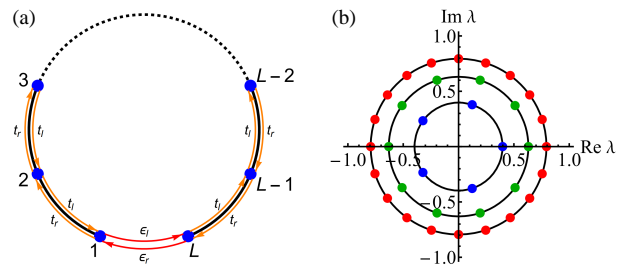 (a)
3
L−2
t_r
t_l
t_l
t_r
2
L−1
t_l
t_r
t_l
t_r
1
ϵ_l
ϵ_r
L
(b)
Im λ
1.0
0.5
−1.0
−0.5
0.5
1.0
Re λ
−0.5
−1.0